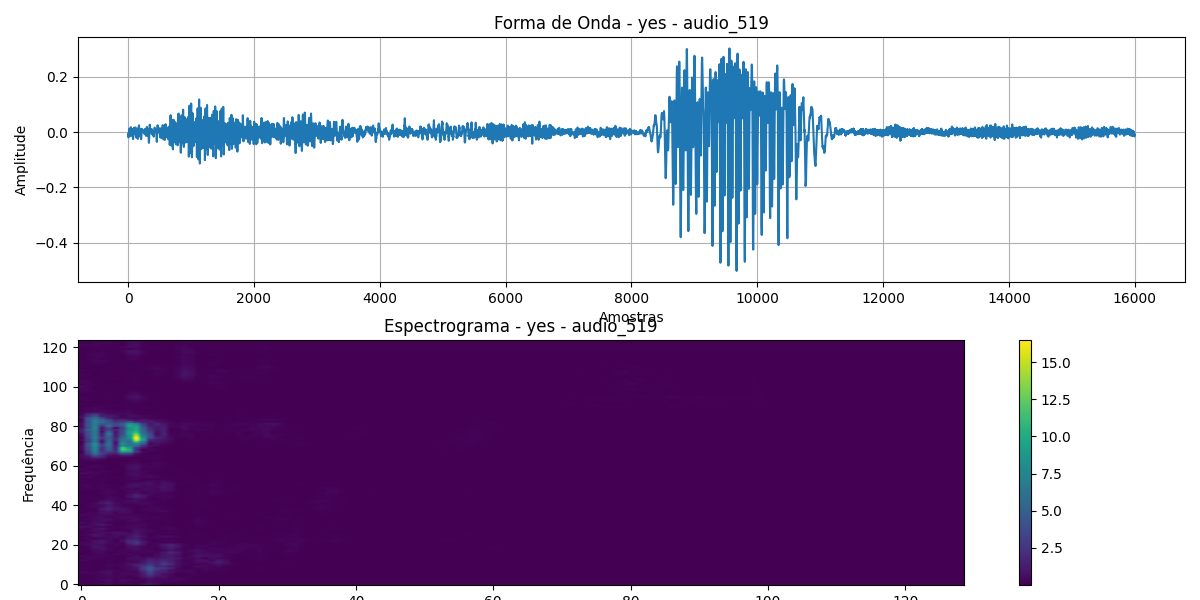 Forma de Onda - yes - audio_519
Amplitude
0.2
0.0
−0.2
−0.4
0 2000 4000 6000 8000 10000 12000 14000 16000
Amostras
Espectrograma - yes - audio_519
Frequência
120
100
80
60
40
20
0
0 20 40 60 80 100 120
15.0
12.5
10.0
7.5
5.0
2.5